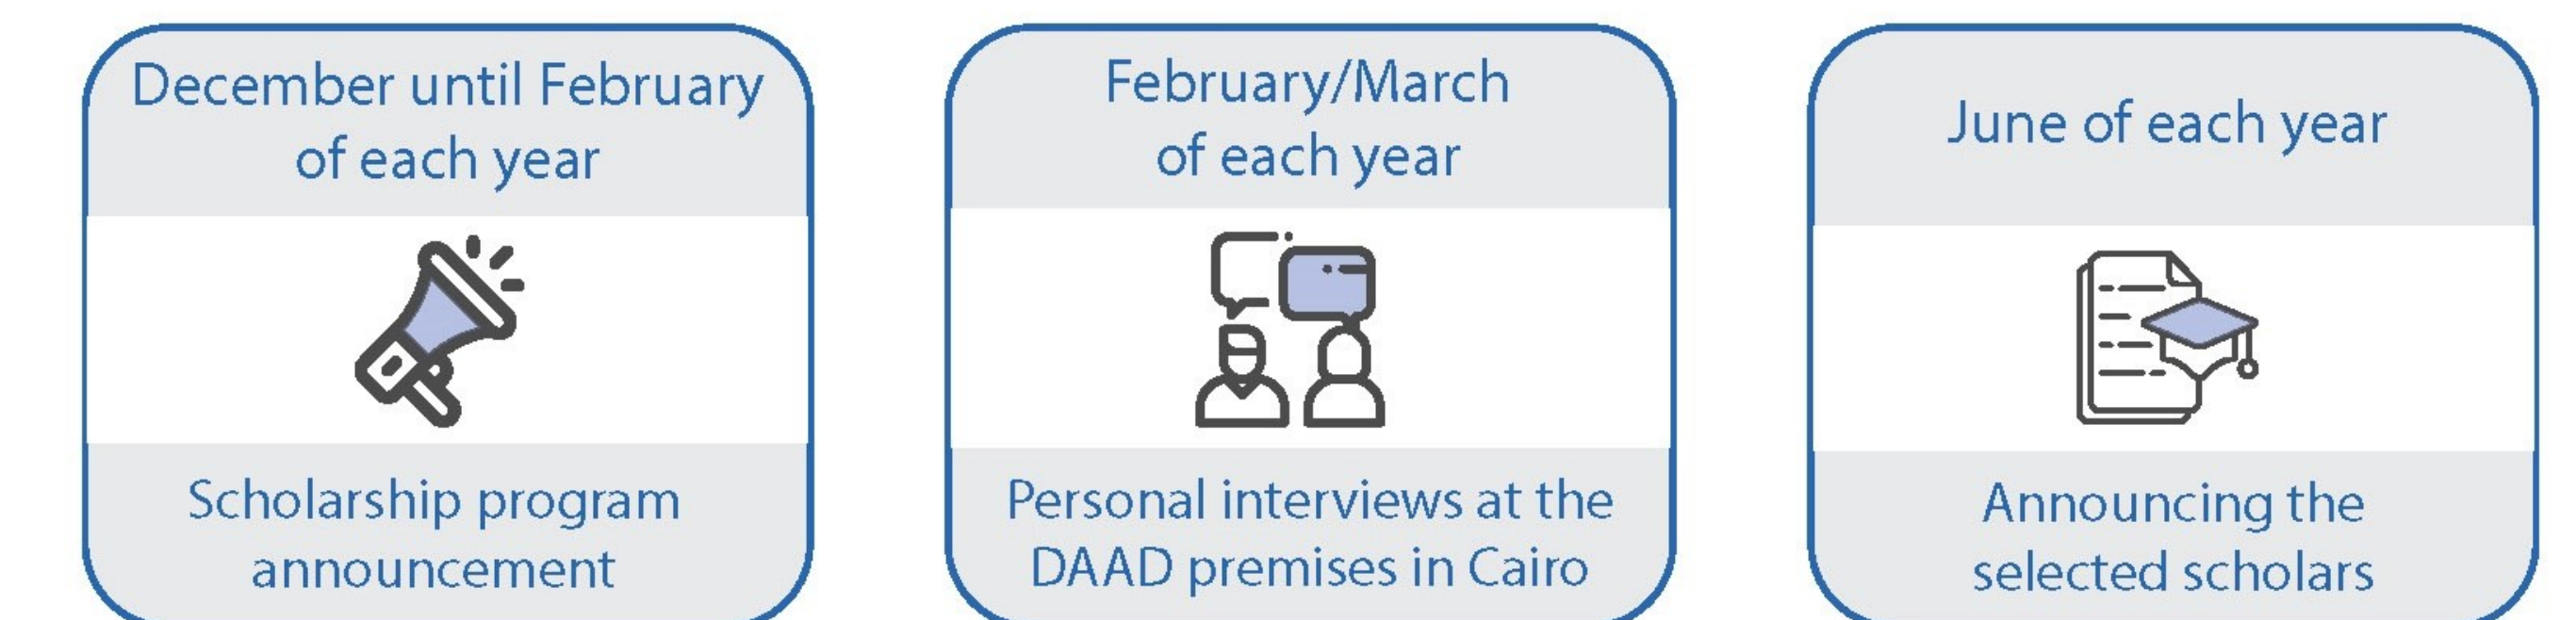 December until February
of each year
Scholarship program
announcement
February/March
of each year
Personal interviews at the
DAAD premises in Cairo
June of each year
Announcing the
selected scholars